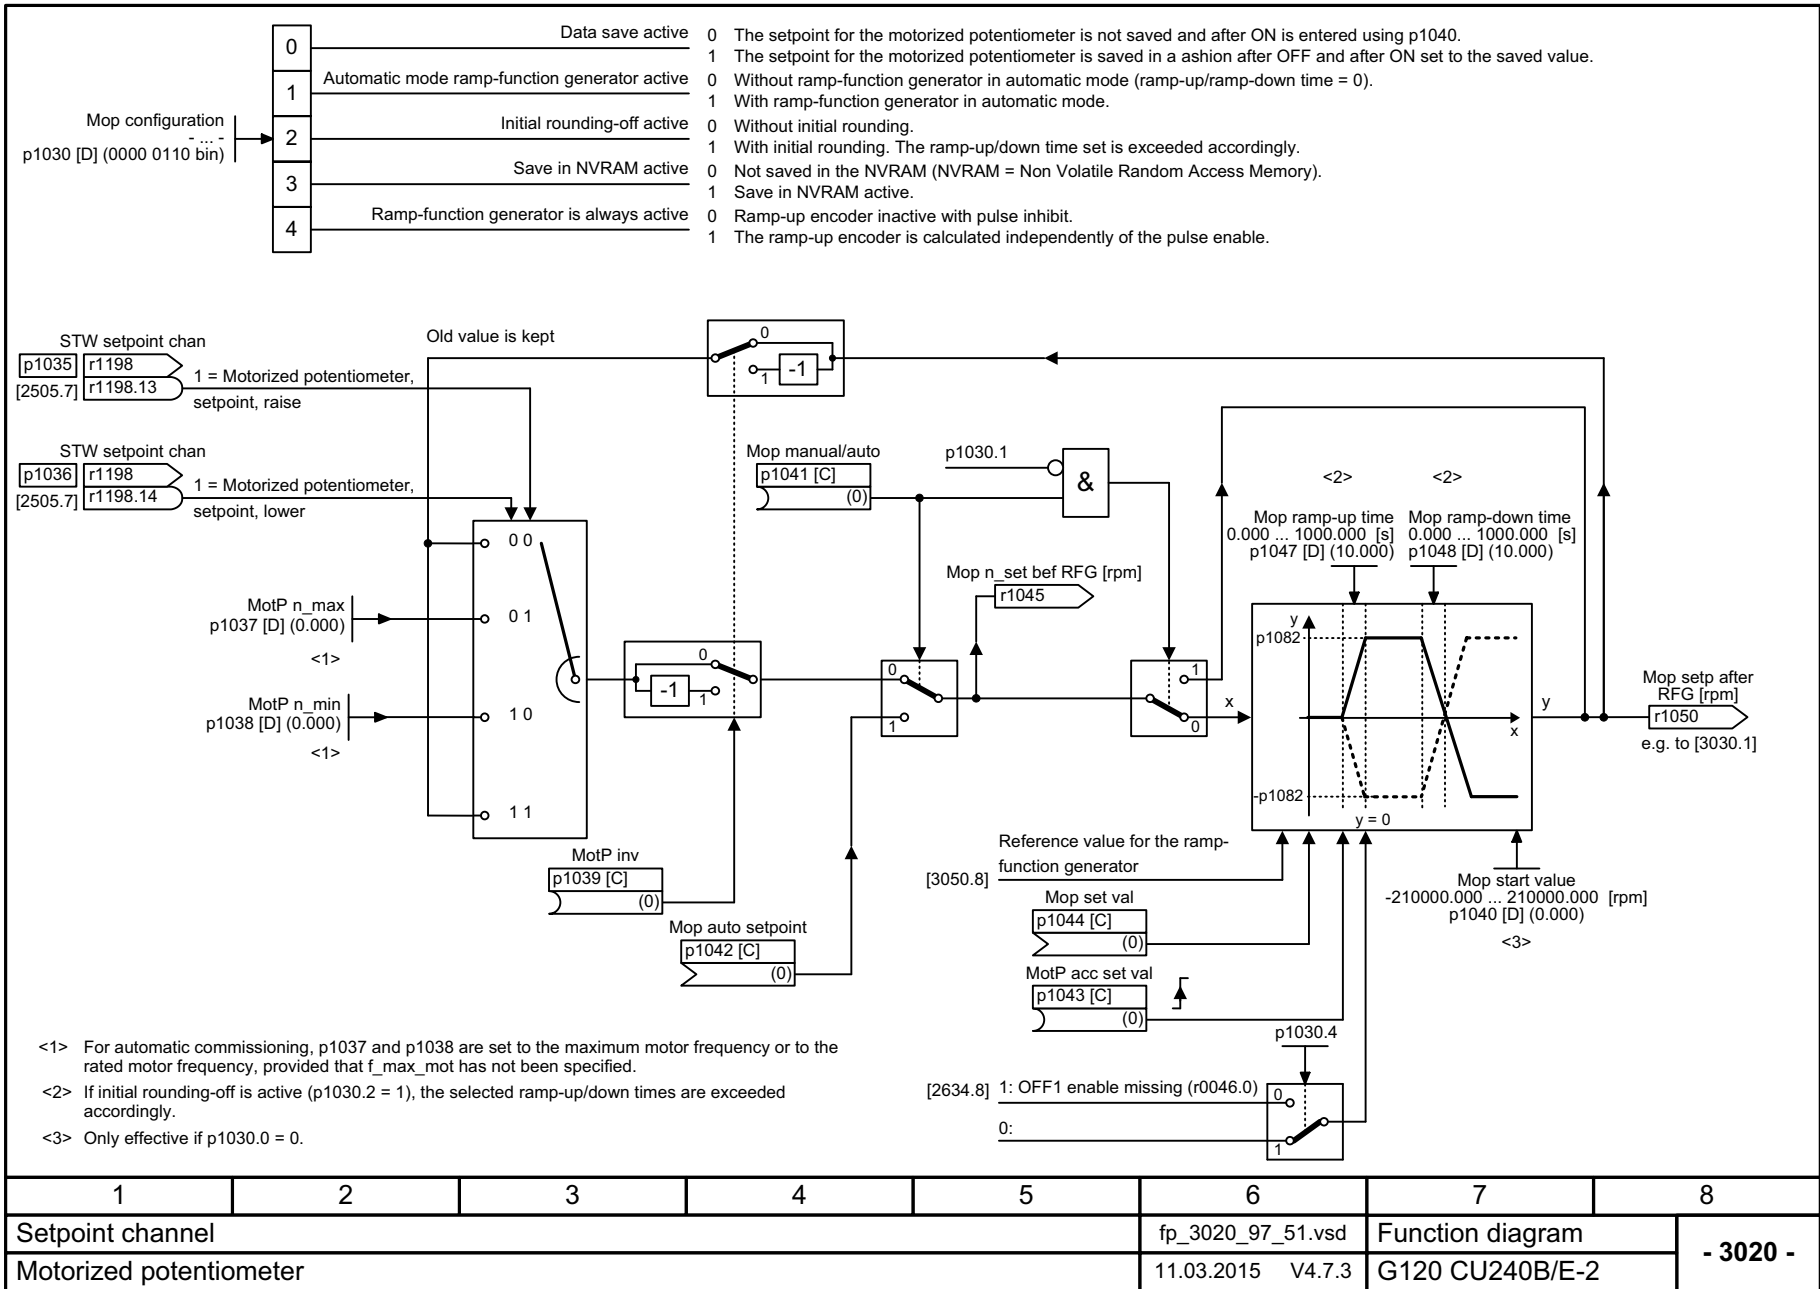 0
Data save active
0 The setpoint for the motorized potentiometer is not saved and after ON is entered using p1040.
1 The setpoint for the motorized potentiometer is saved in a ashion after OFF and after ON set to the saved value.
1
Automatic mode ramp-function generator active
0 Without ramp-function generator in automatic mode (ramp-up/ramp-down time = 0).
1 With ramp-function generator in automatic mode.
Mop configuration
- ... -
p1030 [D] (0000 0110 bin)
2
Initial rounding-off active
0 Without initial rounding.
1 With initial rounding. The ramp-up/down time set is exceeded accordingly.
3
Save in NVRAM active
0 Not saved in the NVRAM (NVRAM = Non Volatile Random Access Memory).
1 Save in NVRAM active.
4
Ramp-function generator is always active
0 Ramp-up encoder inactive with pulse inhibit.
1 The ramp-up encoder is calculated independently of the pulse enable.
STW setpoint chan
p1035 r1198
[2505.7] r1198.13
1 = Motorized potentiometer,
setpoint, raise
Old value is kept
0
1
-1
STW setpoint chan
p1036 r1198
[2505.7] r1198.14
1 = Motorized potentiometer,
setpoint, lower
Mop manual/auto
p1041 [C]
(0)
p1030.1
&
<2>
<2>
Mop ramp-up time
0.000 ... 1000.000 [s]
p1047 [D] (10.000)
Mop ramp-down time
0.000 ... 1000.000 [s]
p1048 [D] (10.000)
0 0
0 1
1 0
1 1
MotP n_max
p1037 [D] (0.000)
<1>
MotP n_min
p1038 [D] (0.000)
<1>
0
-1
1
0
1
Mop n_set bef RFG [rpm]
r1045
1
0
x
y
p1082
-p1082
x
y = 0
y
Mop setp after
RFG [rpm]
r1050
e.g. to [3030.1]
MotP inv
p1039 [C]
(0)
Mop auto setpoint
p1042 [C]
(0)
Reference value for the ramp-
function generator
[3050.8]
Mop set val
p1044 [C]
(0)
MotP acc set val
p1043 [C]
(0)
Mop start value
-210000.000 ... 210000.000 [rpm]
p1040 [D] (0.000)
<3>
p1030.4
[2634.8] 1: OFF1 enable missing (r0046.0)
0:
0
1
<1> For automatic commissioning, p1037 and p1038 are set to the maximum motor frequency or to the
rated motor frequency, provided that f_max_mot has not been specified.
<2> If initial rounding-off is active (p1030.2 = 1), the selected ramp-up/down times are exceeded
accordingly.
<3> Only effective if p1030.0 = 0.
1 2 3 4 5 6 7 8
Setpoint channel
fp_3020_97_51.vsd
Function diagram
- 3020 -
Motorized potentiometer
11.03.2015 V4.7.3
G120 CU240B/E-2